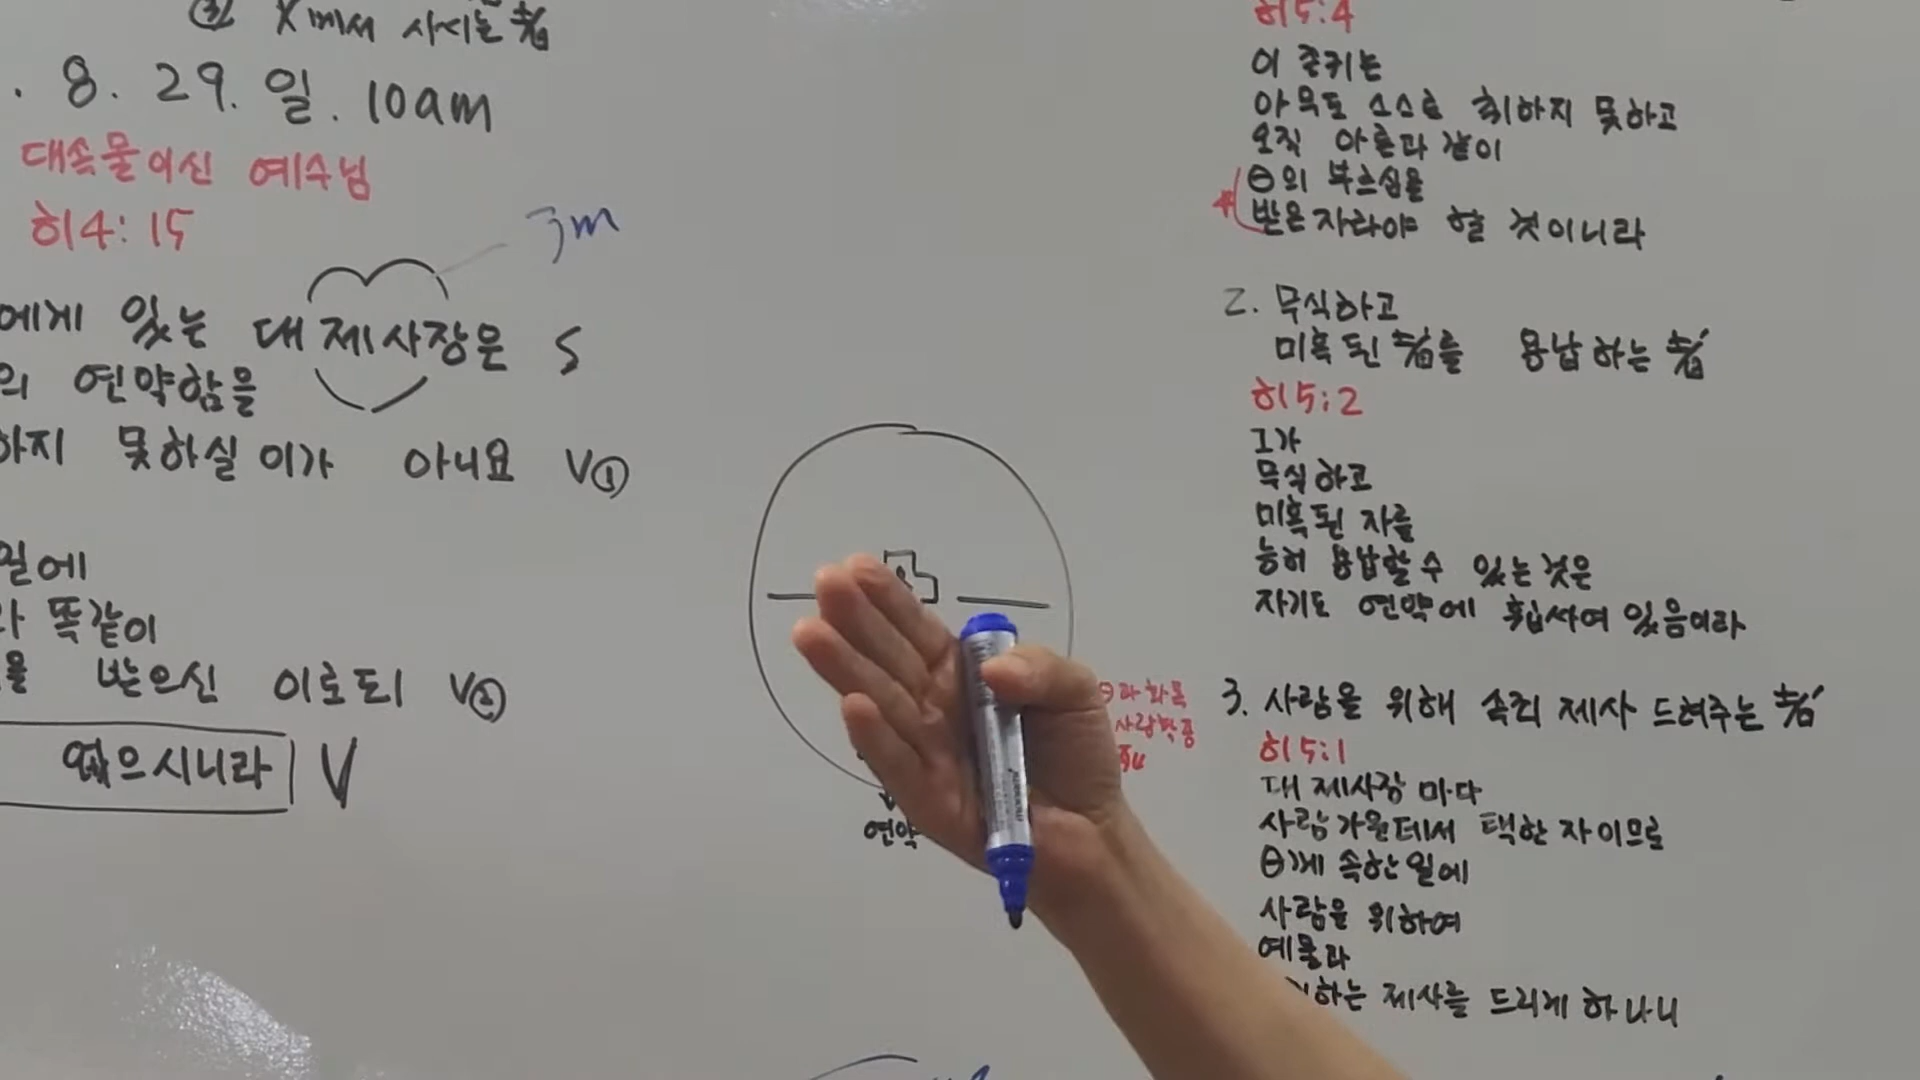 ③ X께서 사시는
. 8. 29. 일. 10am
대속물이신 예수님
히4:15
Jm
에게 있는 대제사장은 S
의 연약함을
하지 못하실 이가 아니요 V①
일에
똑같이
을 받으신 이로되 V②
없으시니라 V
연약
θ과 화목
히5:4
이 존귀는
아무도 스스로 취하지 못하고
오직 아론과 같이
θ의 부르심을
받은 자라야 할 것이니라
2. 무식하고
미혹된 를 용납하는
히5:2
그가
무식하고
미혹된 자를
능히 용납할 수 있는 것은
자기도 연약에 휩싸여 있음이라
3. 사람을 위해 속죄 제사 드려주는
히5:1
대제사장마다
사람 가운데서 택한 자이므로
θ께 속한 일에
사람을 위하여
예물과
하는 제사를 드리게 하나니